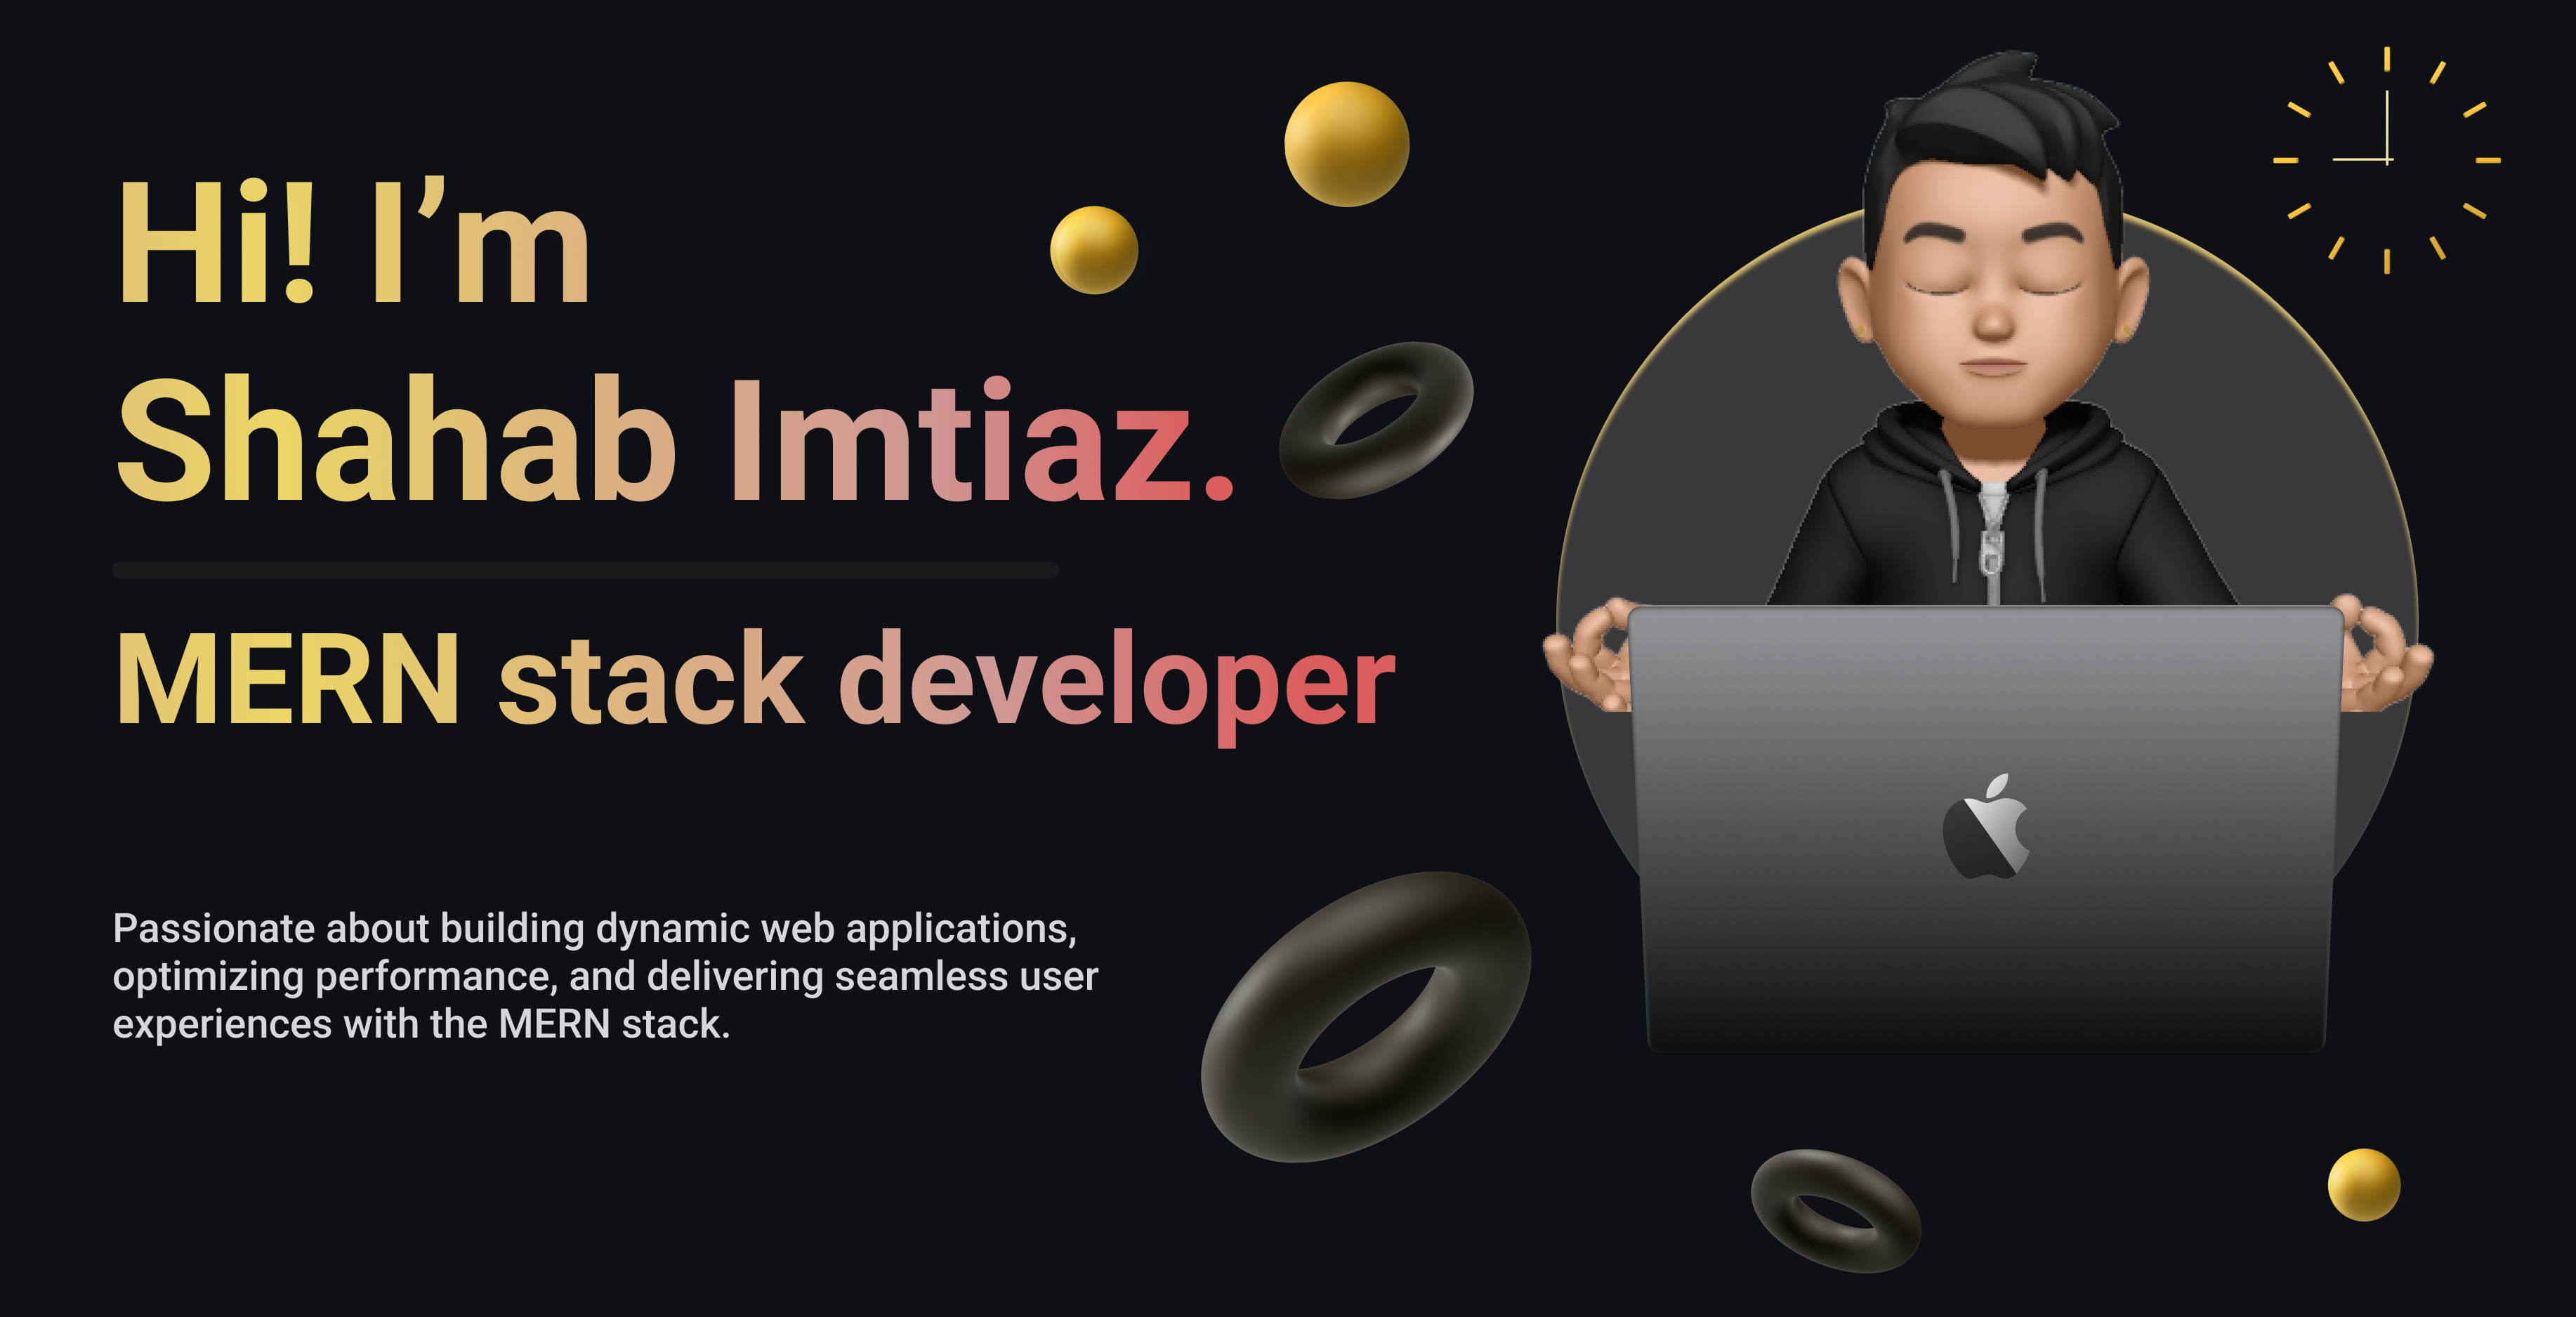 Hi! I’m
Shahab Imtiaz.
MERN stack developer
Passionate about building dynamic web applications,
optimizing performance, and delivering seamless user
experiences with the MERN stack.